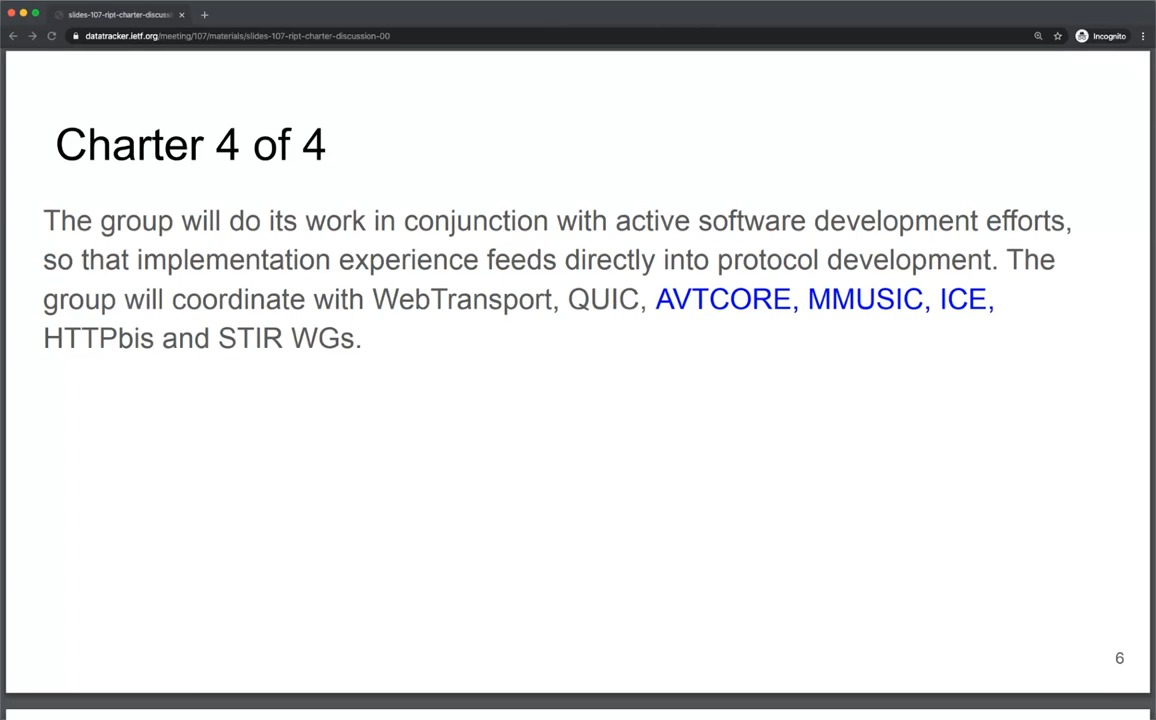 slides-107-ript-charter-discuss
datatracker.ietf.org/meeting/107/materials/slides-107-ript-charter-discussion-00
Incognito
Charter 4 of 4
The group will do its work in conjunction with active software development efforts,
so that implementation experience feeds directly into protocol development. The
group will coordinate with WebTransport, QUIC, AVTCORE, MMUSIC, ICE,
HTTPbis and STIR WGs.
6